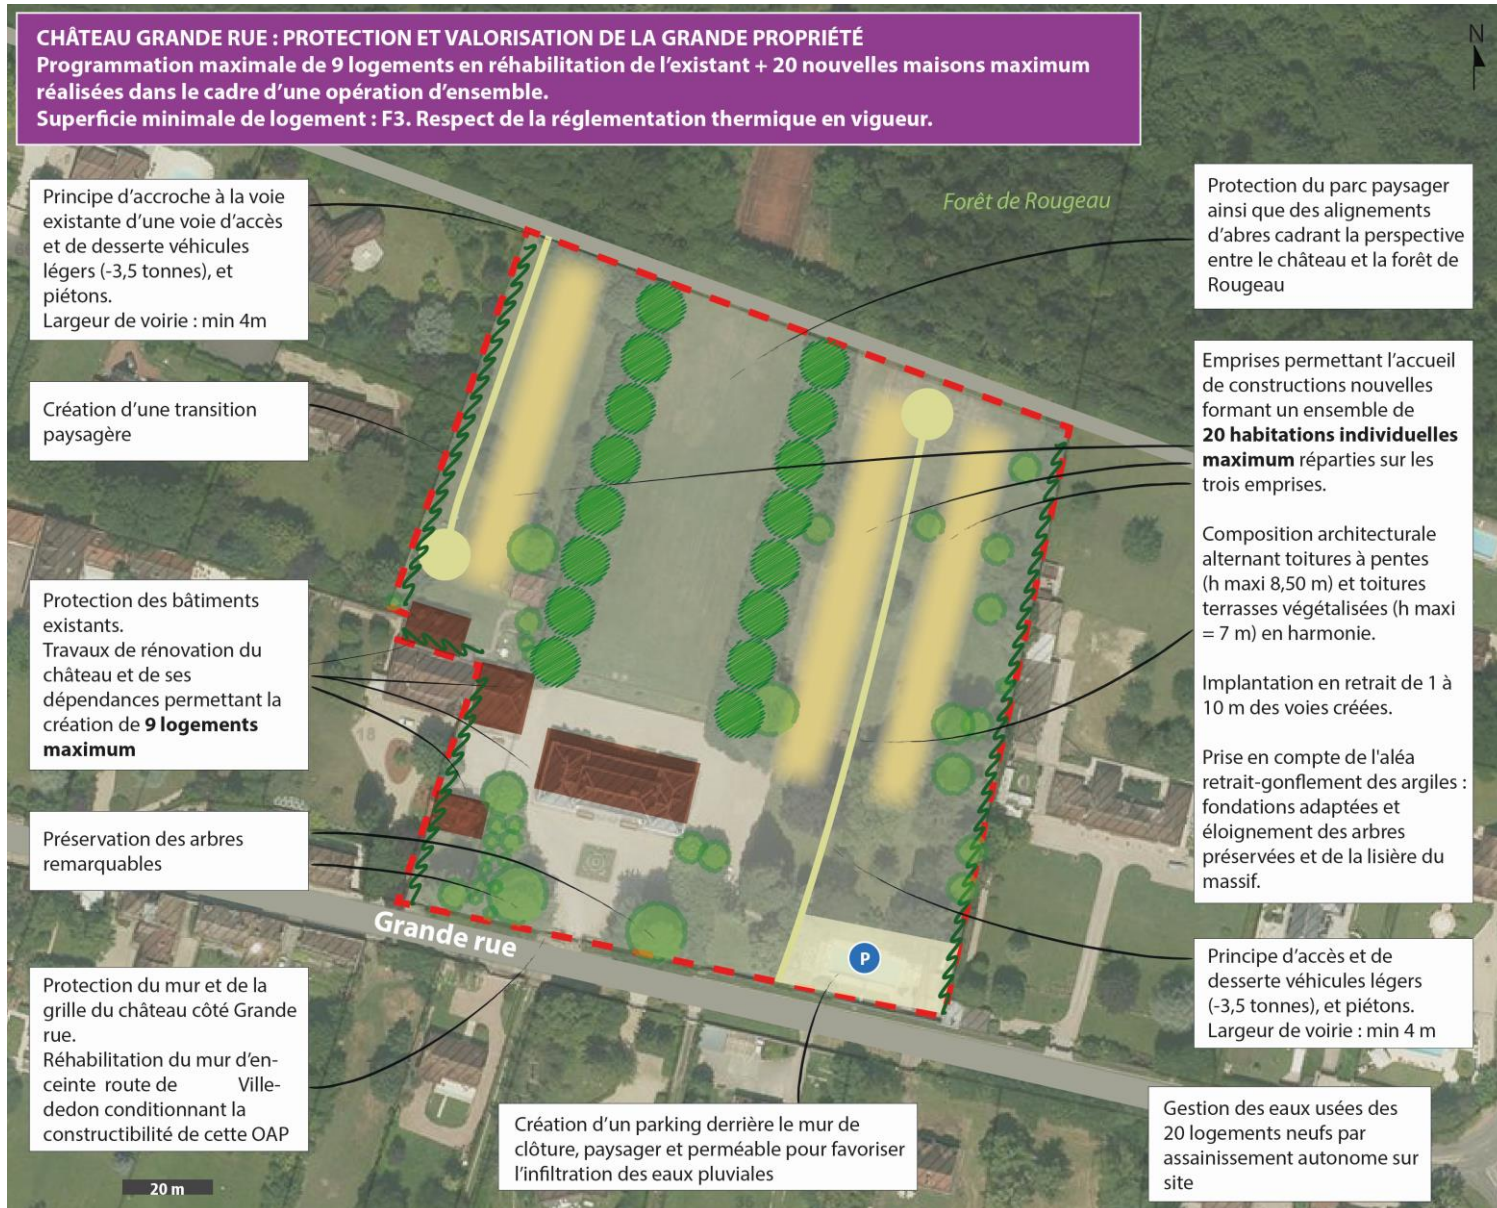 CHÂTEAU GRANDE RUE : PROTECTION ET VALORISATION DE LA GRANDE PROPRIÉTÉ
Programmation maximale de 9 logements en réhabilitation de l'existant + 20 nouvelles maisons maximum
réalisées dans le cadre d'une opération d'ensemble.
Superficie minimale de logement : F3. Respect de la réglementation thermique en vigueur.
N
Principe d'accroche à la voie
existante d'une voie d'accès
et de desserte véhicules
légers (-3,5 tonnes), et
piétons.
Largeur de voirie : min 4m
Création d'une transition
paysagère
Protection des bâtiments
existants.
Travaux de rénovation du
château et de ses
dépendances permettant la
création de 9 logements
maximum
Préservation des arbres
remarquables
Protection du mur et de la
grille du château côté Grande
rue.
Réhabilitation du mur d'en-
ceinte route de Ville-
dedon conditionnant la
constructibilité de cette OAP
20 m
Forêt de Rougeau
18
Grande rue
P
Création d'un parking derrière le mur de
clôture, paysager et perméable pour favoriser
l'infiltration des eaux pluviales
Protection du parc paysager
ainsi que des alignements
d'abres cadrant la perspective
entre le château et la forêt de
Rougeau
Emprises permettant l'accueil
de constructions nouvelles
formant un ensemble de
20 habitations individuelles
maximum réparties sur les
trois emprises.
Composition architecturale
alternant toitures à pentes
(h maxi 8,50 m) et toitures
terrasses végétalisées (h maxi
= 7 m) en harmonie.
Implantation en retrait de 1 à
10 m des voies créées.
Prise en compte de l'aléa
retrait-gonflement des argiles :
fondations adaptées et
éloignement des arbres
préservées et de la lisière du
massif.
Principe d'accès et de
desserte véhicules légers
(-3,5 tonnes), et piétons.
Largeur de voirie : min 4 m
Gestion des eaux usées des
20 logements neufs par
assainissement autonome sur
site